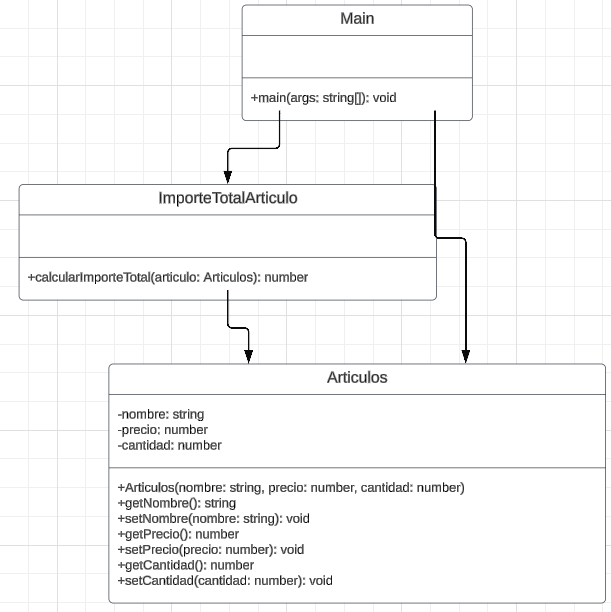 Main
+main(args: string[]): void
ImporteTotalArticulo
+calcularImporteTotal(articulo: Articulos): number
Articulos
-nombre: string
-precio: number
-cantidad: number
+Articulos(nombre: string, precio: number, cantidad: number)
+getNombre(): string
+setNombre(nombre: string): void
+getPrecio(): number
+setPrecio(precio: number): void
+getCantidad(): number
+setCantidad(cantidad: number): void